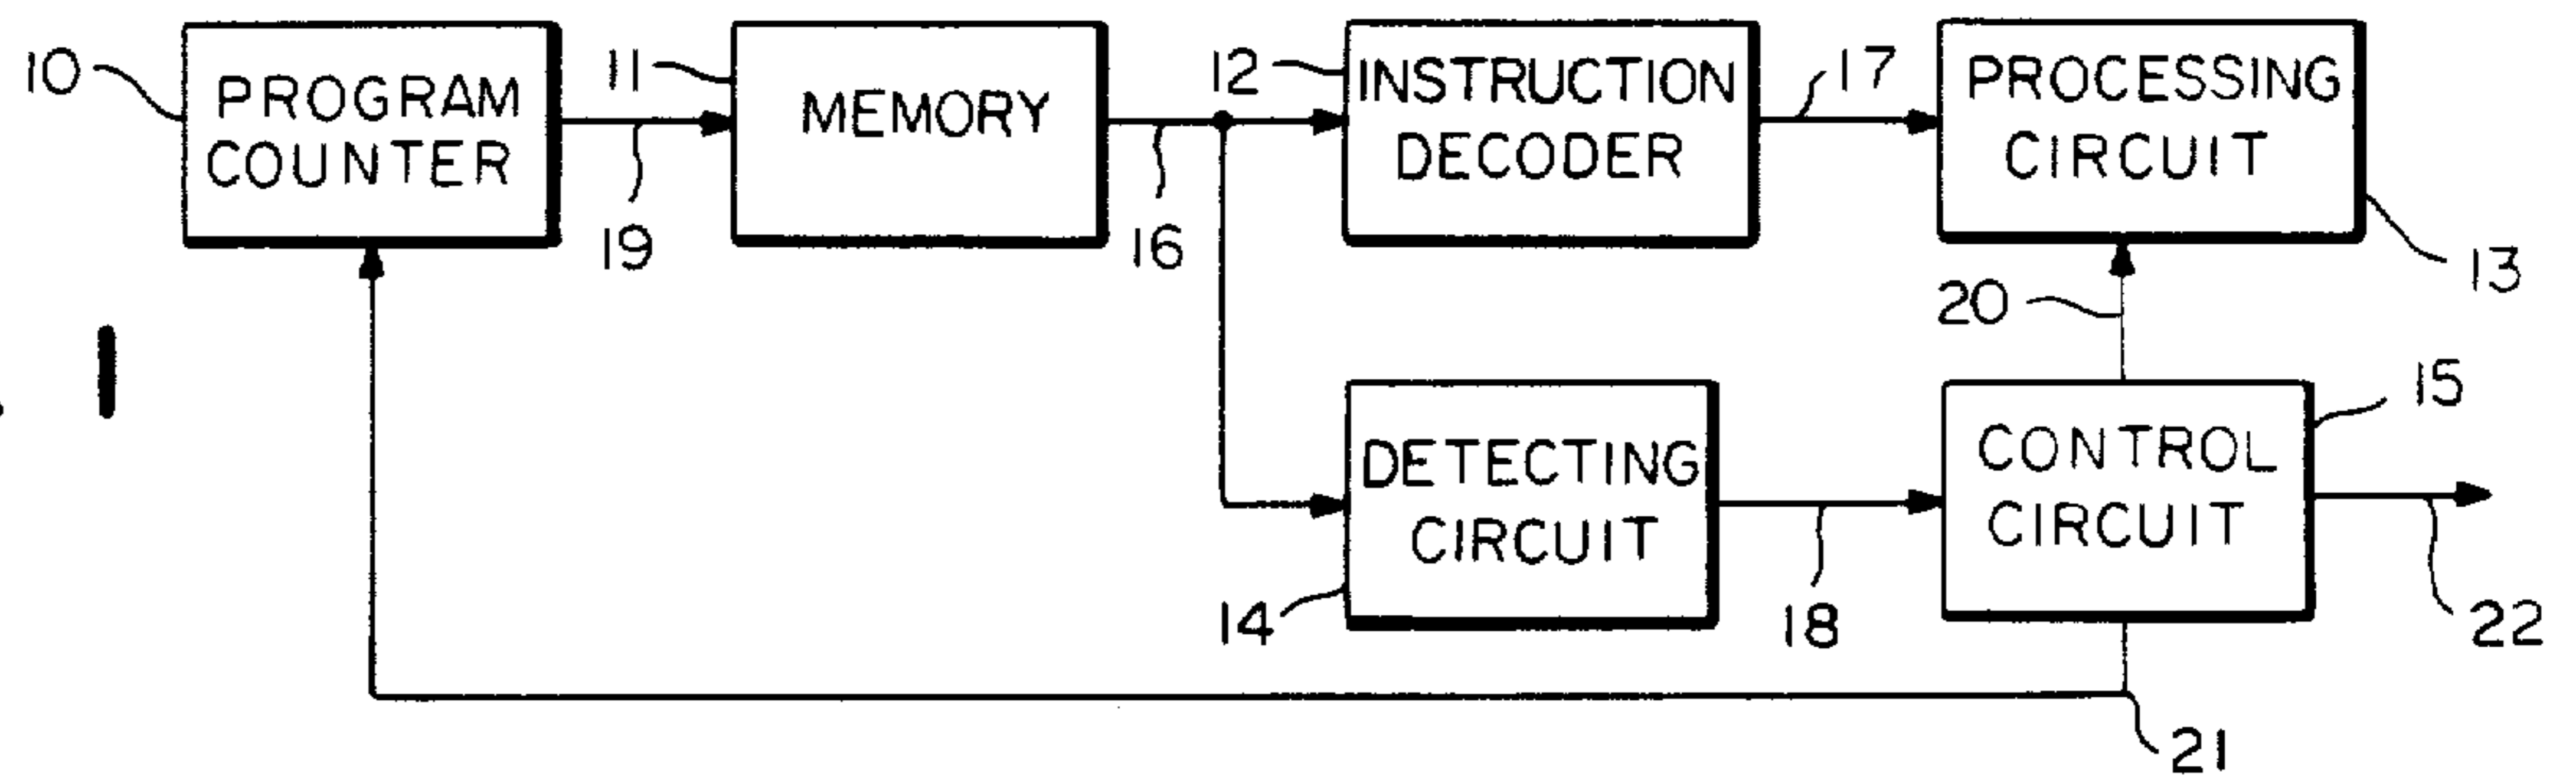 10
PROGRAM
COUNTER
19
11
MEMORY
16
12
INSTRUCTION
DECODER
17
PROCESSING
CIRCUIT
13
20
1
DETECTING
CIRCUIT
14
18
CONTROL
CIRCUIT
15
22
21